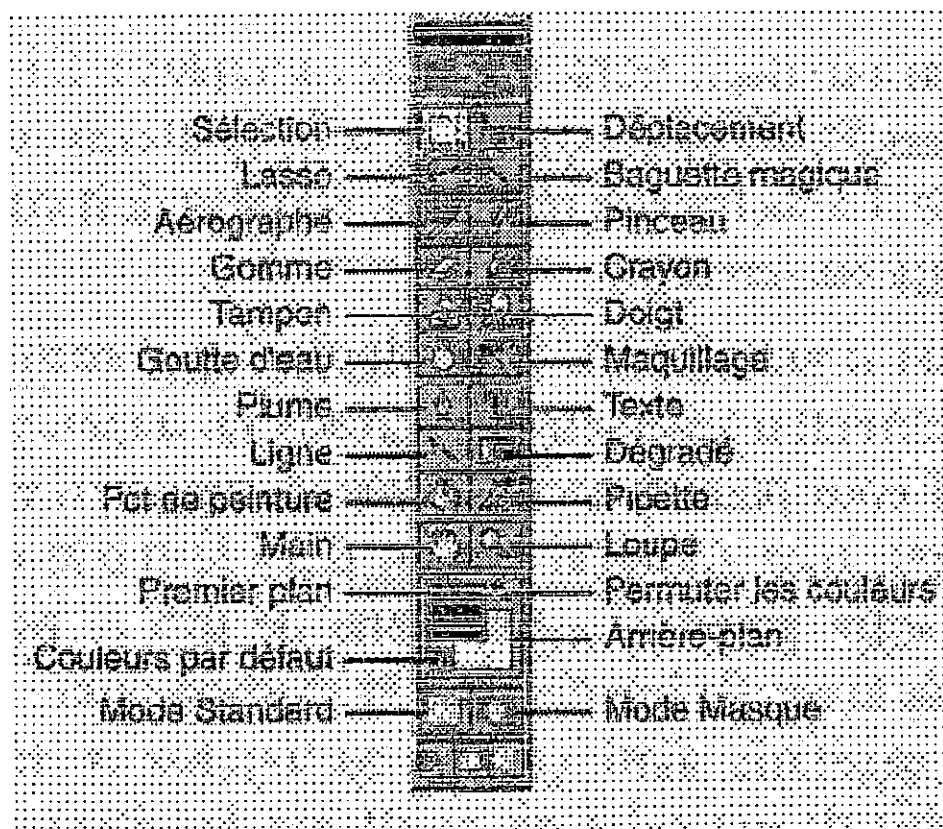 Sélection Déplacement
Lasso Baguette magique
Aérographe Pinceau
Gomme Crayon
Tampon Doigt
Goutte d'eau Maquillage
Plume Texte
Ligne Dégradé
Pot de peinture Pipette
Main Loupe
Premier plan Permuter les couleurs
Arrière-plan
Couleurs par défaut
Mode Standard Mode Masque